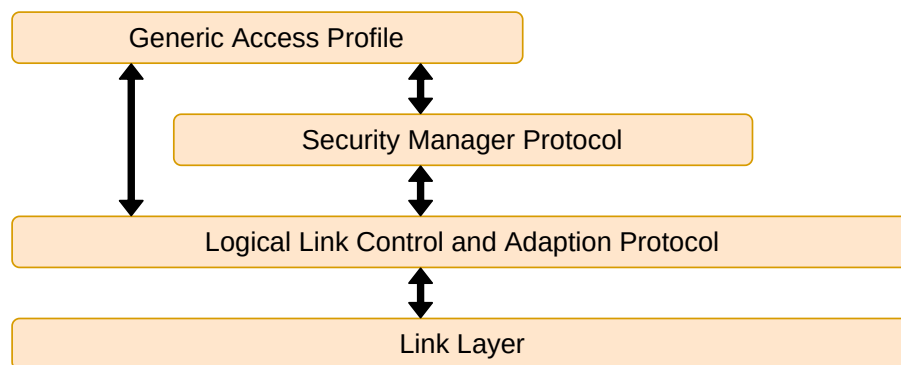 Generic Access Profile
Security Manager Protocol
Logical Link Control and Adaption Protocol
Link Layer